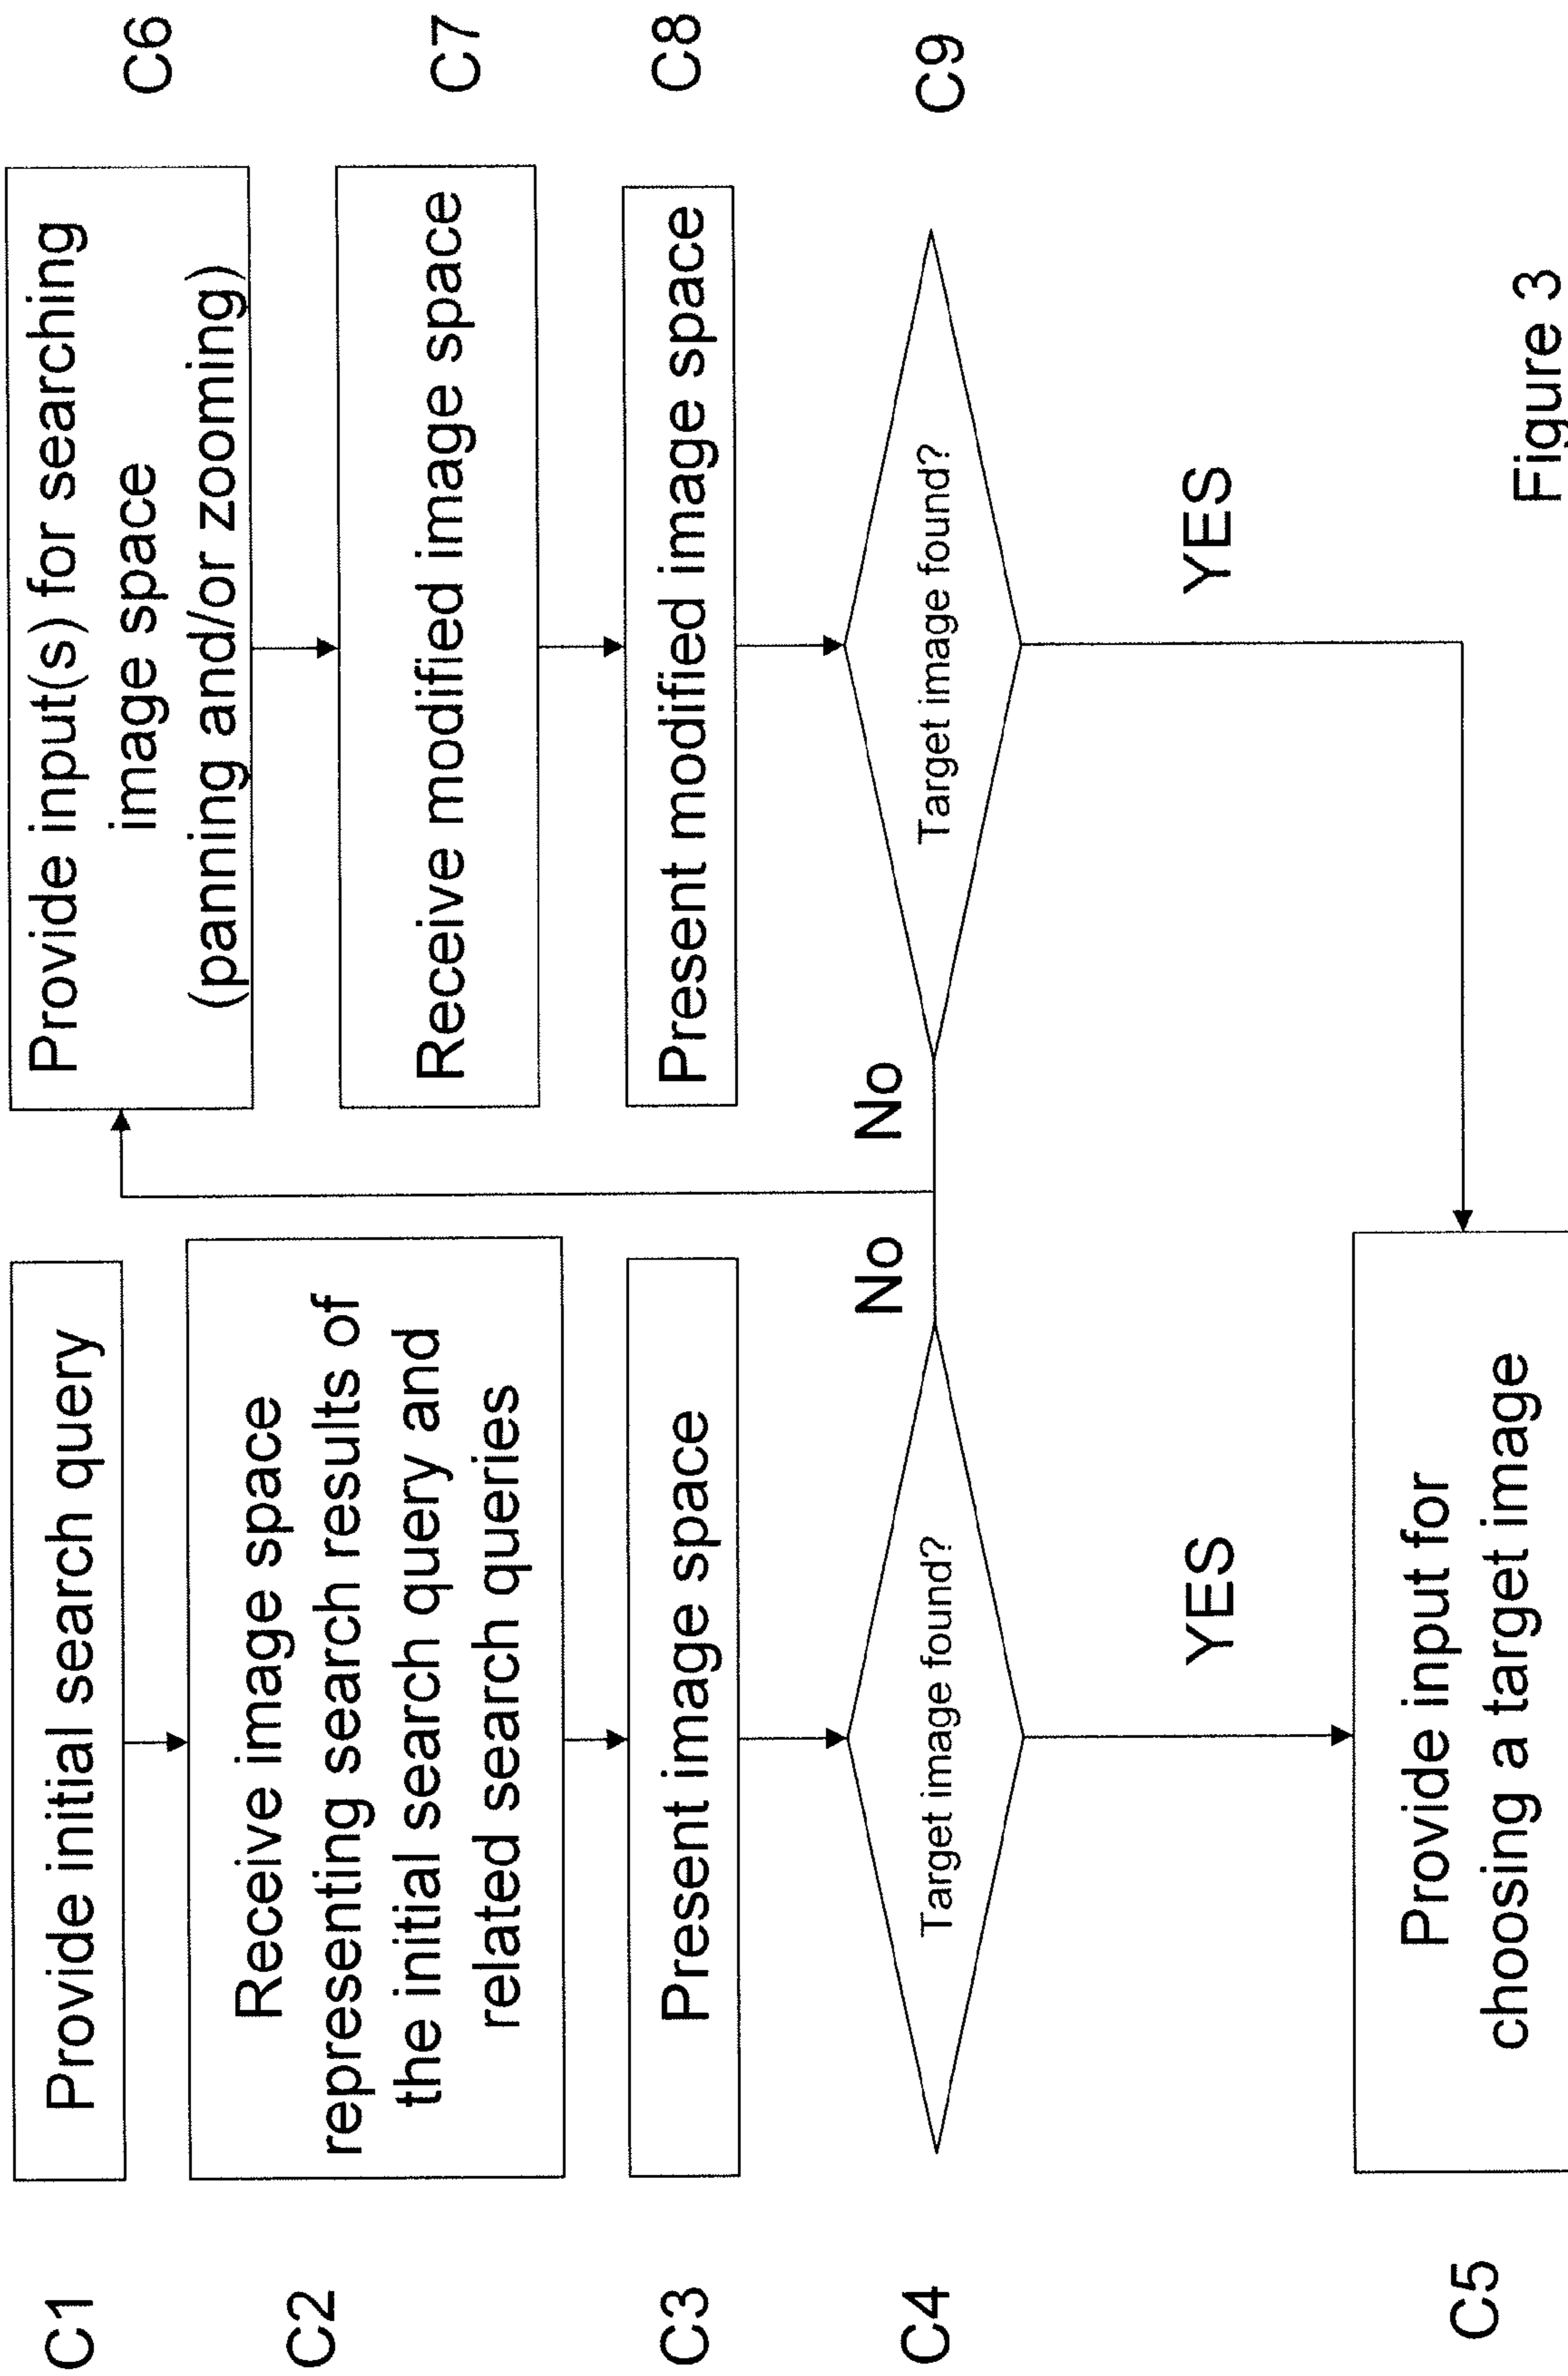 C1
Provide initial search query
C2
Receive image space
representing search results of
the initial search query and
related search queries
C3
Present image space
C4
Target image found?
No
YES
C5
Provide input for
choosing a target image
Provide input(s) for searching
image space
(panning and/or zooming)
C6
Receive modified image space
C7
Present modified image space
C8
Target image found?
C9
No
YES
Figure 3